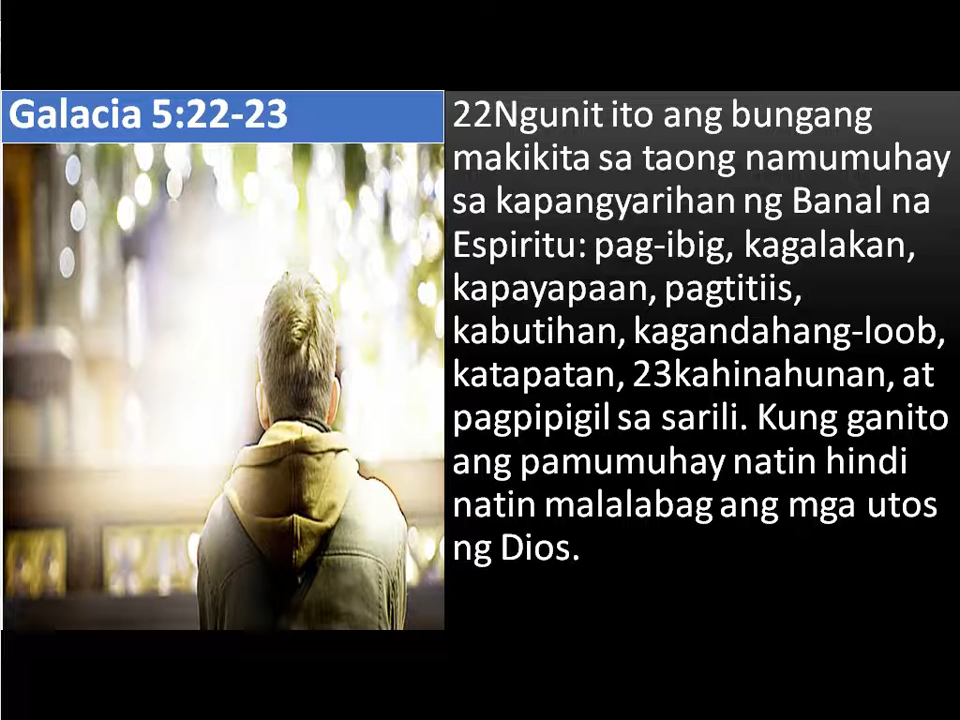 Galacia 5:22-23
22Ngunit ito ang bungang
makikita sa taong namumuhay
sa kapangyarihan ng Banal na
Espiritu: pag-ibig, kagalakan,
kapayapaan, pagtitiis,
kabutihan, kagandahang-loob,
katapatan, 23kahinahunan, at
pagpipigil sa sarili. Kung ganito
ang pamumuhay natin hindi
natin malalabag ang mga utos
ng Dios.